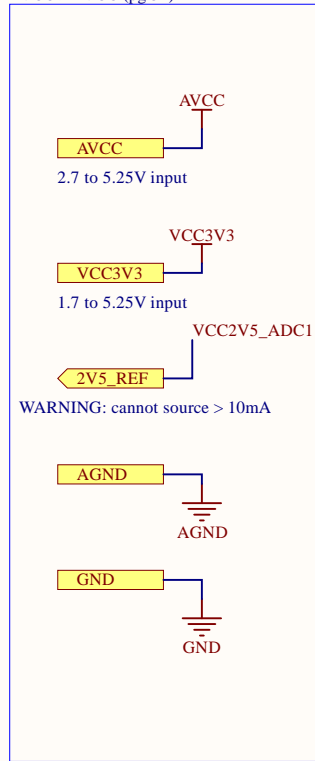 AVCC
AVCC
2.7 to 5.25V input
VCC3V3
VCC3V3
1.7 to 5.25V input
VCC2V5_ADC1
2V5_REF
WARNING: cannot source > 10mA
AGND
AGND
GND
GND